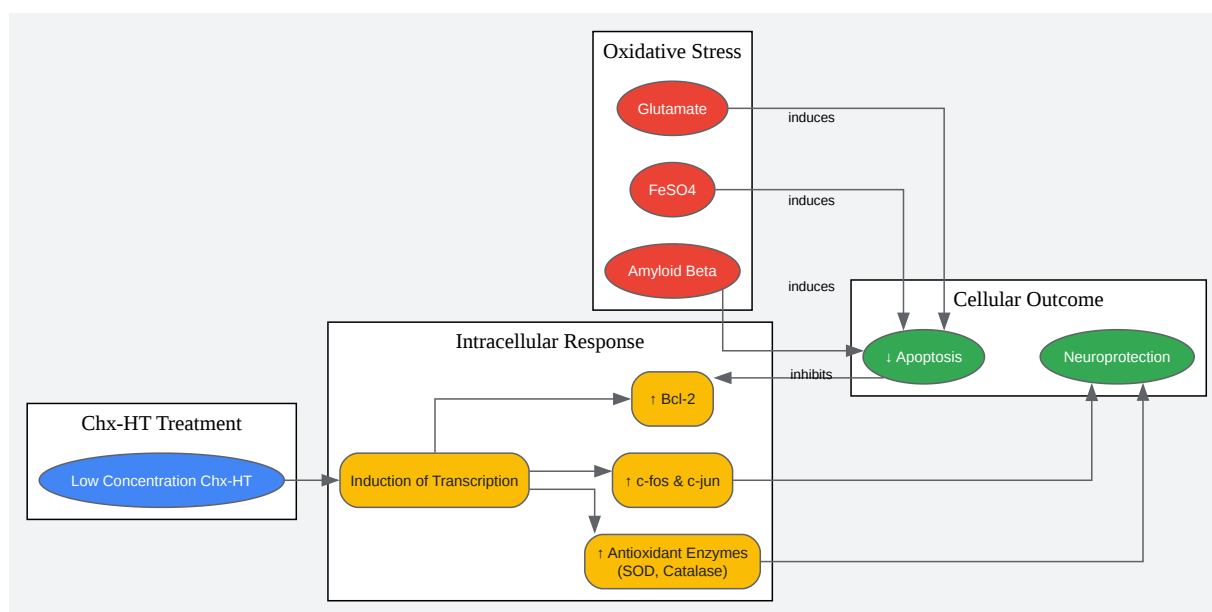 Oxidative Stress
Glutamate
induces
FeSO4
induces
Amyloid Beta
induces
Cellular Outcome
↓ Apoptosis
Neuroprotection
inhibits
Intracellular Response
↑ Bcl-2
Chx-HT Treatment
Low Concentration Chx-HT
Induction of Transcription
↑ c-fos & c-jun
↑ Antioxidant Enzymes
(SOD, Catalase)